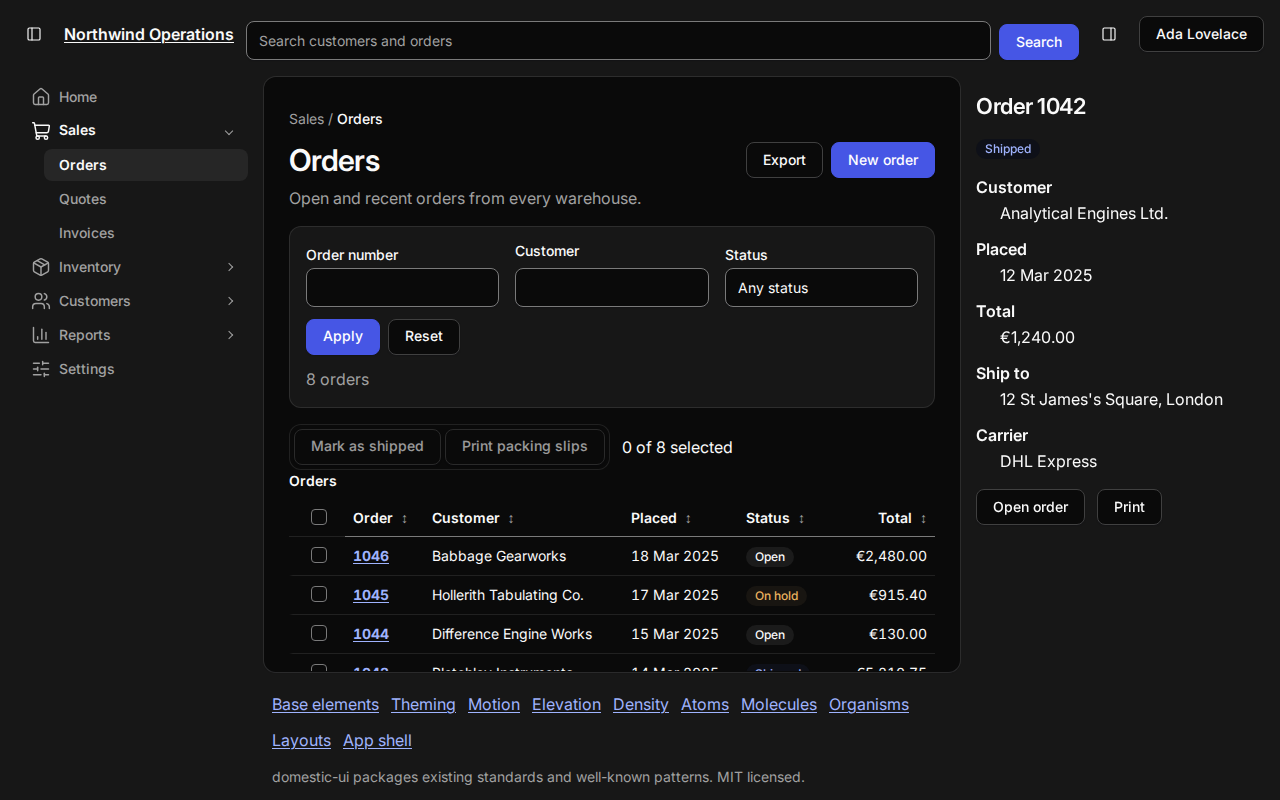 Northwind Operations
Search customers and orders
Search
Ada Lovelace
Home
Sales
Orders
Quotes
Invoices
Inventory
Customers
Reports
Settings
Sales / Orders
Orders
Export
New order
Open and recent orders from every warehouse.
Order number
Customer
Status
Any status
Apply
Reset
8 orders
Mark as shipped
Print packing slips
0 of 8 selected
Orders
Order ↕ Customer ↕ Placed ↕ Status ↕ Total ↕
1046 Babbage Gearworks 18 Mar 2025 Open €2,480.00
1045 Hollerith Tabulating Co. 17 Mar 2025 On hold €915.40
1044 Difference Engine Works 15 Mar 2025 Open €130.00
Order 1042
Shipped
Customer
Analytical Engines Ltd.
Placed
12 Mar 2025
Total
€1,240.00
Ship to
12 St James's Square, London
Carrier
DHL Express
Open order
Print
Base elements Theming Motion Elevation Density Atoms Molecules Organisms
Layouts App shell
domestic-ui packages existing standards and well-known patterns. MIT licensed.